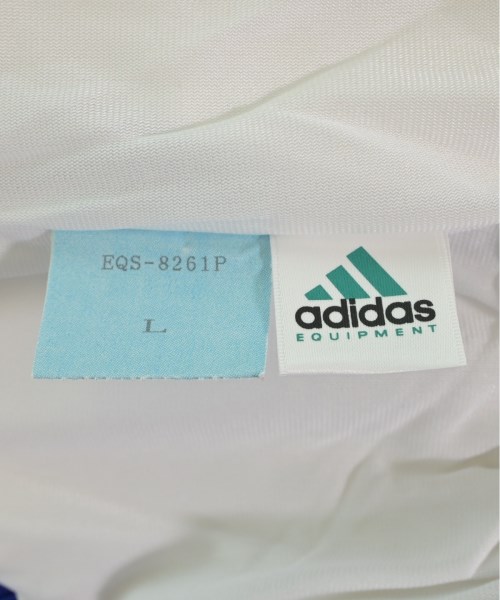 EQS-8261P
L
adidas
EQUIPMENT